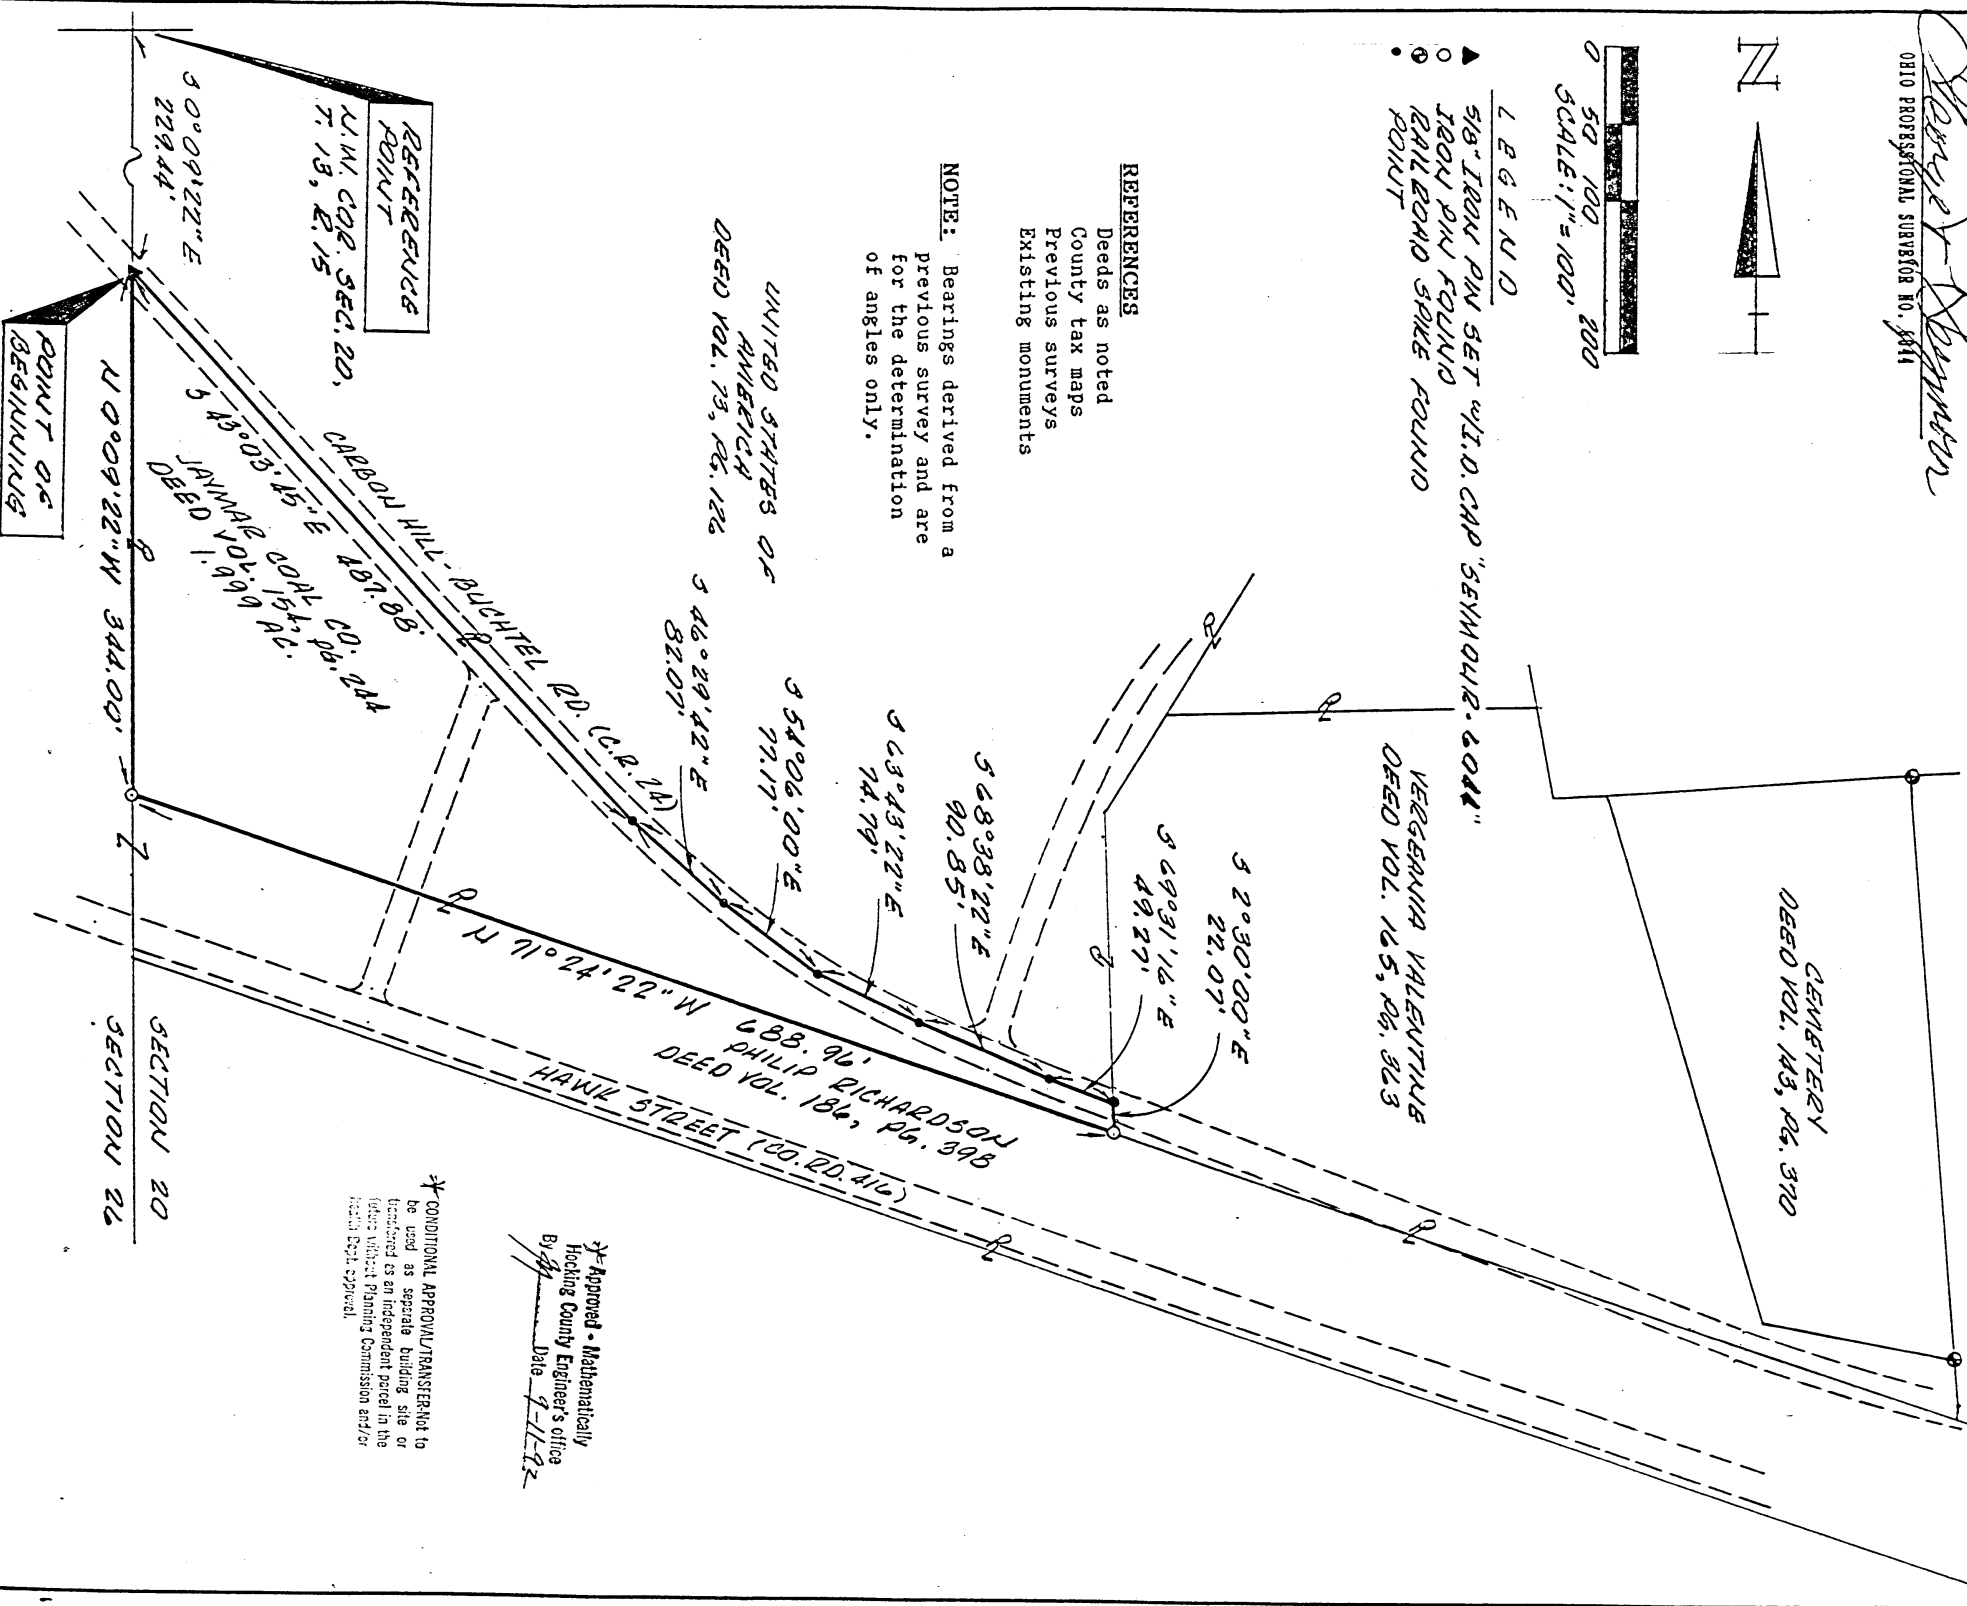 OHIO PROFESSIONAL SURVEYOR NO. 6044
N
0 50 100 200
SCALE: 1" = 100'
LEGEND
5/8" IRON PIN SET W/I.D. CAP "SEYMOUR-6044"
IRON PIN FOUND
RAILROAD SPIKE FOUND
POINT
REFERENCES
Deeds as noted
County tax maps
Previous surveys
Existing monuments
NOTE: Bearings derived from a
previous survey and are
for the determination
of angles only.
CEMETERY
DEED VOL. 143, PG. 370
VERGEANIA VALENTINE
DEED VOL. 165, PG. 363
S 2°30'00"E
22.07'
S 69°31'16"E
49.27'
S 68°38'22"E
90.85'
S 63°43'22"E
74.79'
S 54°06'00"E
77.17'
S 46°29'42"E
82.07'
UNITED STATES OF
AMERICA
DEED VOL. 73, PG. 126
REFERENCE
POINT
N.W. COR. SEC. 20,
T. 13, R. 15
S 0°09'22"E
229.44'
CARBON HILL-BUCHTEL RD. (C.R. 24)
S 43°03'45"E 487.88'
JAYMAR COAL CO.
DEED VOL. 154, PG. 244
1.999 AC.
N 0°09'22"W 344.00'
POINT OF
BEGINNING
N 71°24'22"W 688.96'
PHILIP RICHARDSON
DEED VOL. 186, PG. 398
HAWK STREET (CO. RD. 416)
SECTION 20
SECTION 26
Approved - Mathematically
Hocking County Engineer's office
By Date 9-11-92
CONDITIONAL APPROVAL/TRANSFER-Not to
be used as separate building site or
transferred as an independent parcel in the
future without Planning Commission and/or
Health Dept. approval.